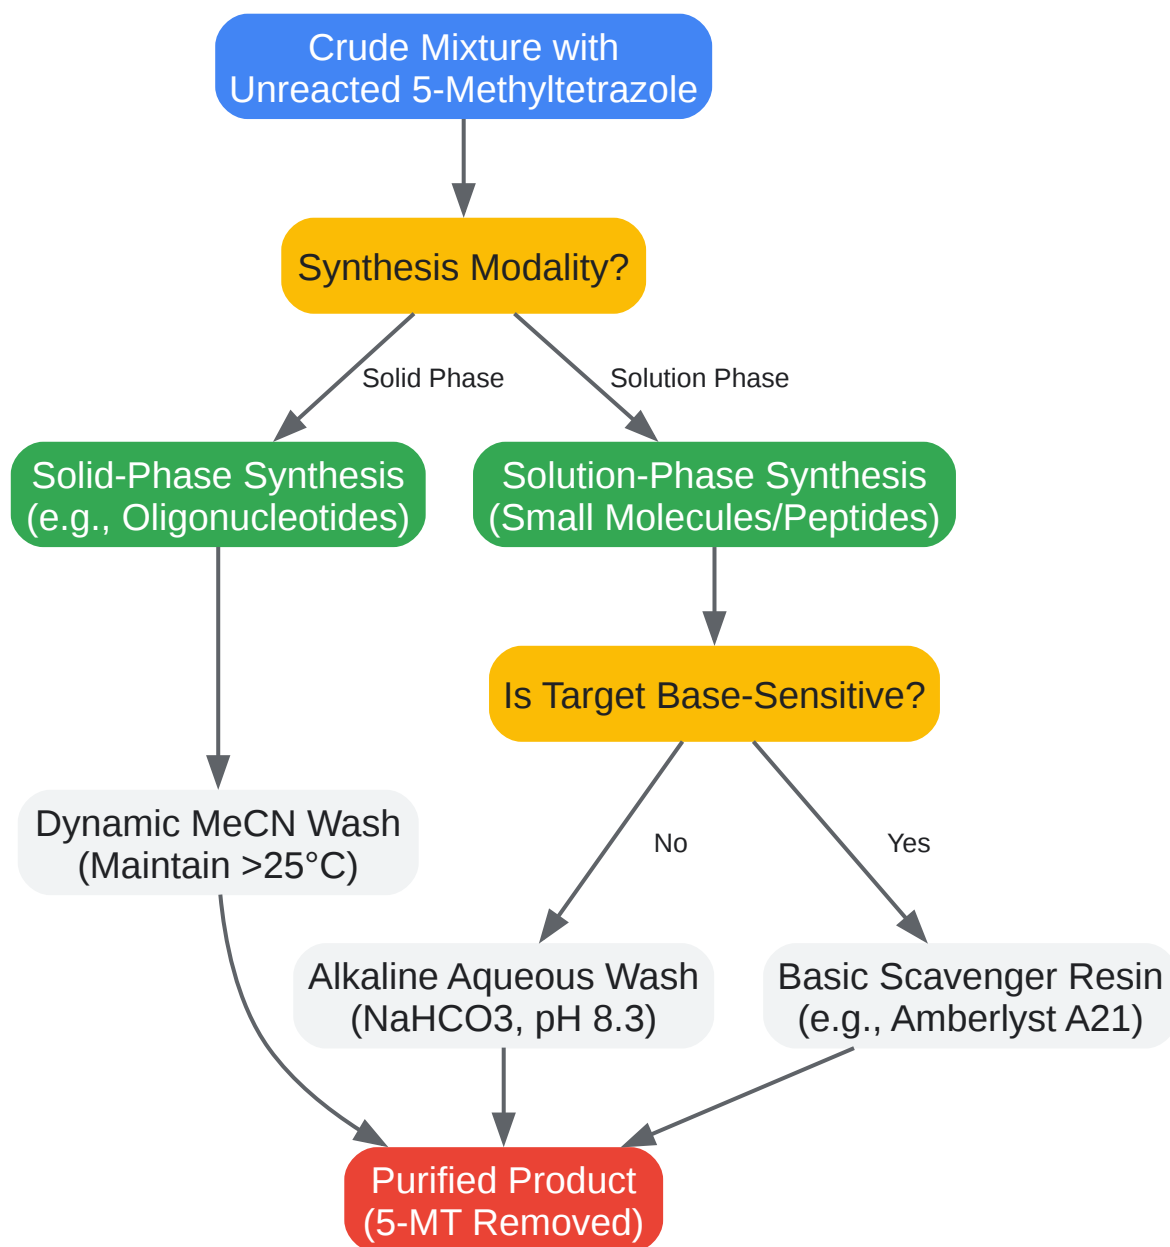 Crude Mixture with
Unreacted 5-Methyltetrazole
Synthesis Modality?
Solid Phase
Solution Phase
Solid-Phase Synthesis
(e.g., Oligonucleotides)
Solution-Phase Synthesis
(Small Molecules/Peptides)
Is Target Base-Sensitive?
Dynamic MeCN Wash
(Maintain >25°C)
No
Yes
Alkaline Aqueous Wash
(NaHCO3, pH 8.3)
Basic Scavenger Resin
(e.g., Amberlyst A21)
Purified Product
(5-MT Removed)